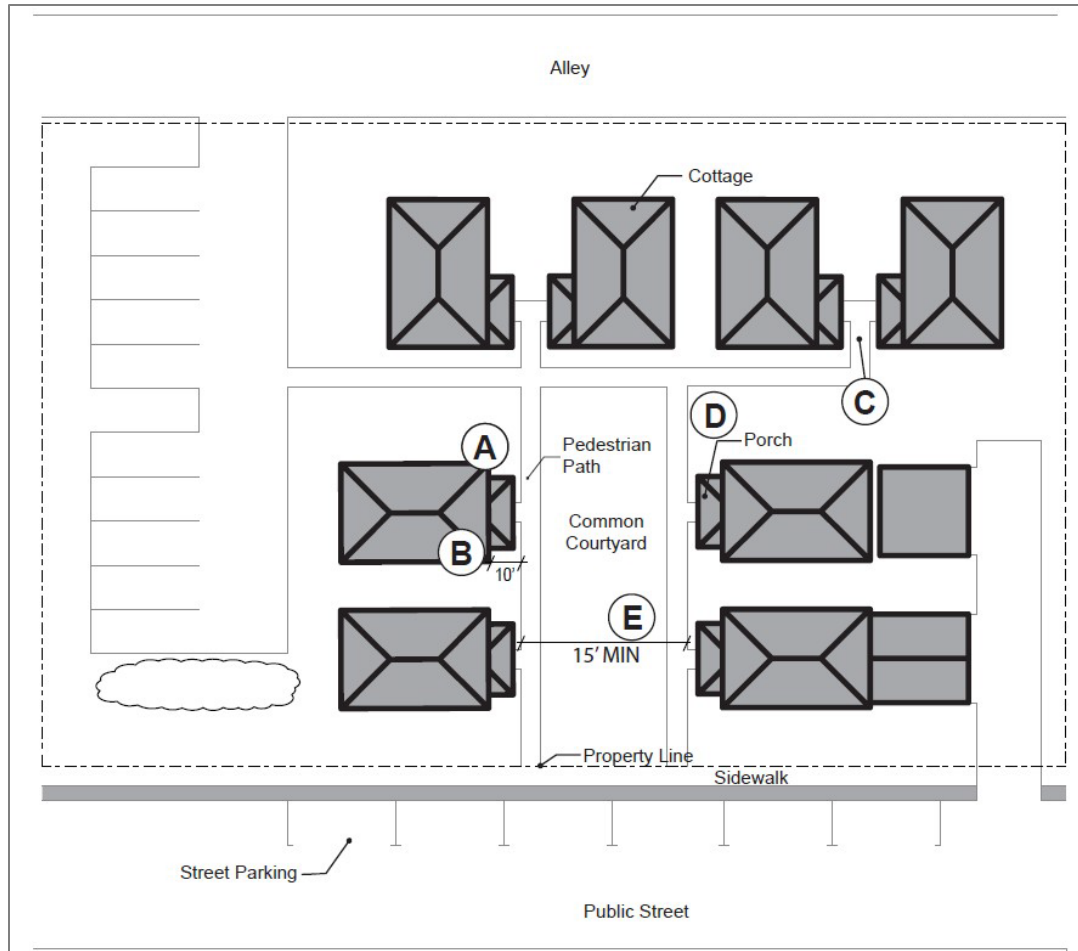 Alley
Cottage
C
A
D
Porch
Pedestrian
Path
Common
Courtyard
B
10'
E
15' MIN
Property Line
Sidewalk
Street Parking
Public Street